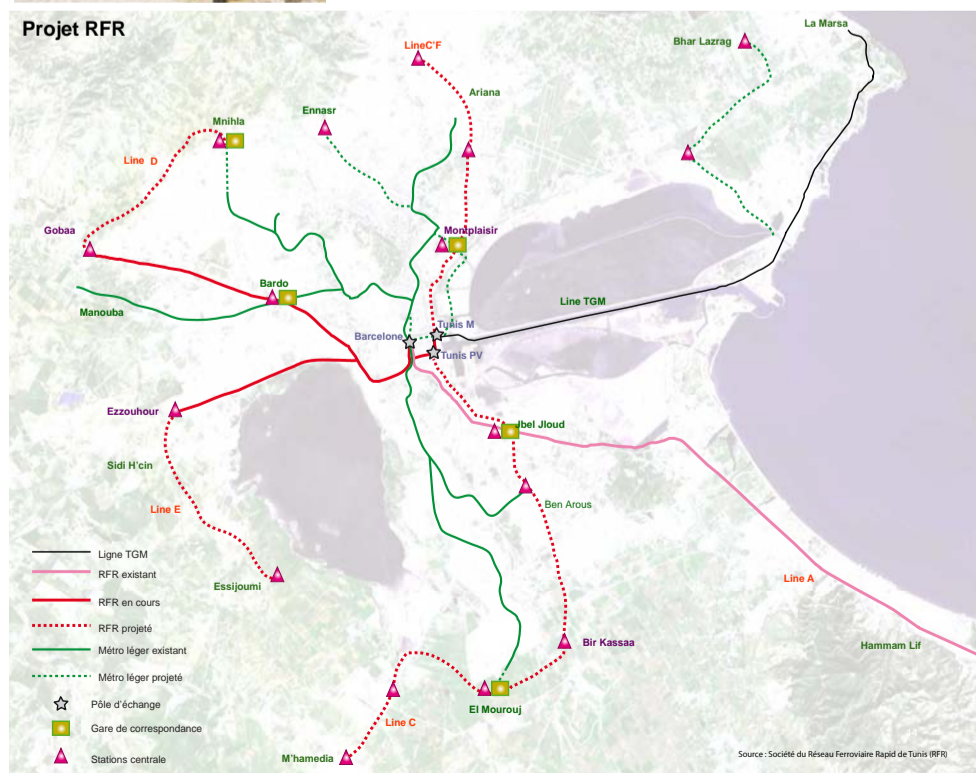 Projet RFR
La Marsa
Bhar Lazrag
LineC'F
Ariana
Ennasr
Mnihla
Line D
Gobaa
Montplaisir
Bardo
Manouba
Line TGM
Tunis M
Barcelone
Tunis PV
Ezzouhour
Jbel Jloud
Sidi H'cin
Ben Arous
Line E
Essijoumi
Line A
Bir Kassaa
Hammam Lif
El Mourouj
Line C
M'hamedia
Ligne TGM
RFR existant
RFR en cours
RFR projeté
Métro léger existant
Métro léger projeté
Pôle d'échange
Gare de correspondance
Stations centrale
Source : Société du Réseau Ferroviaire Rapid de Tunis (RFR)